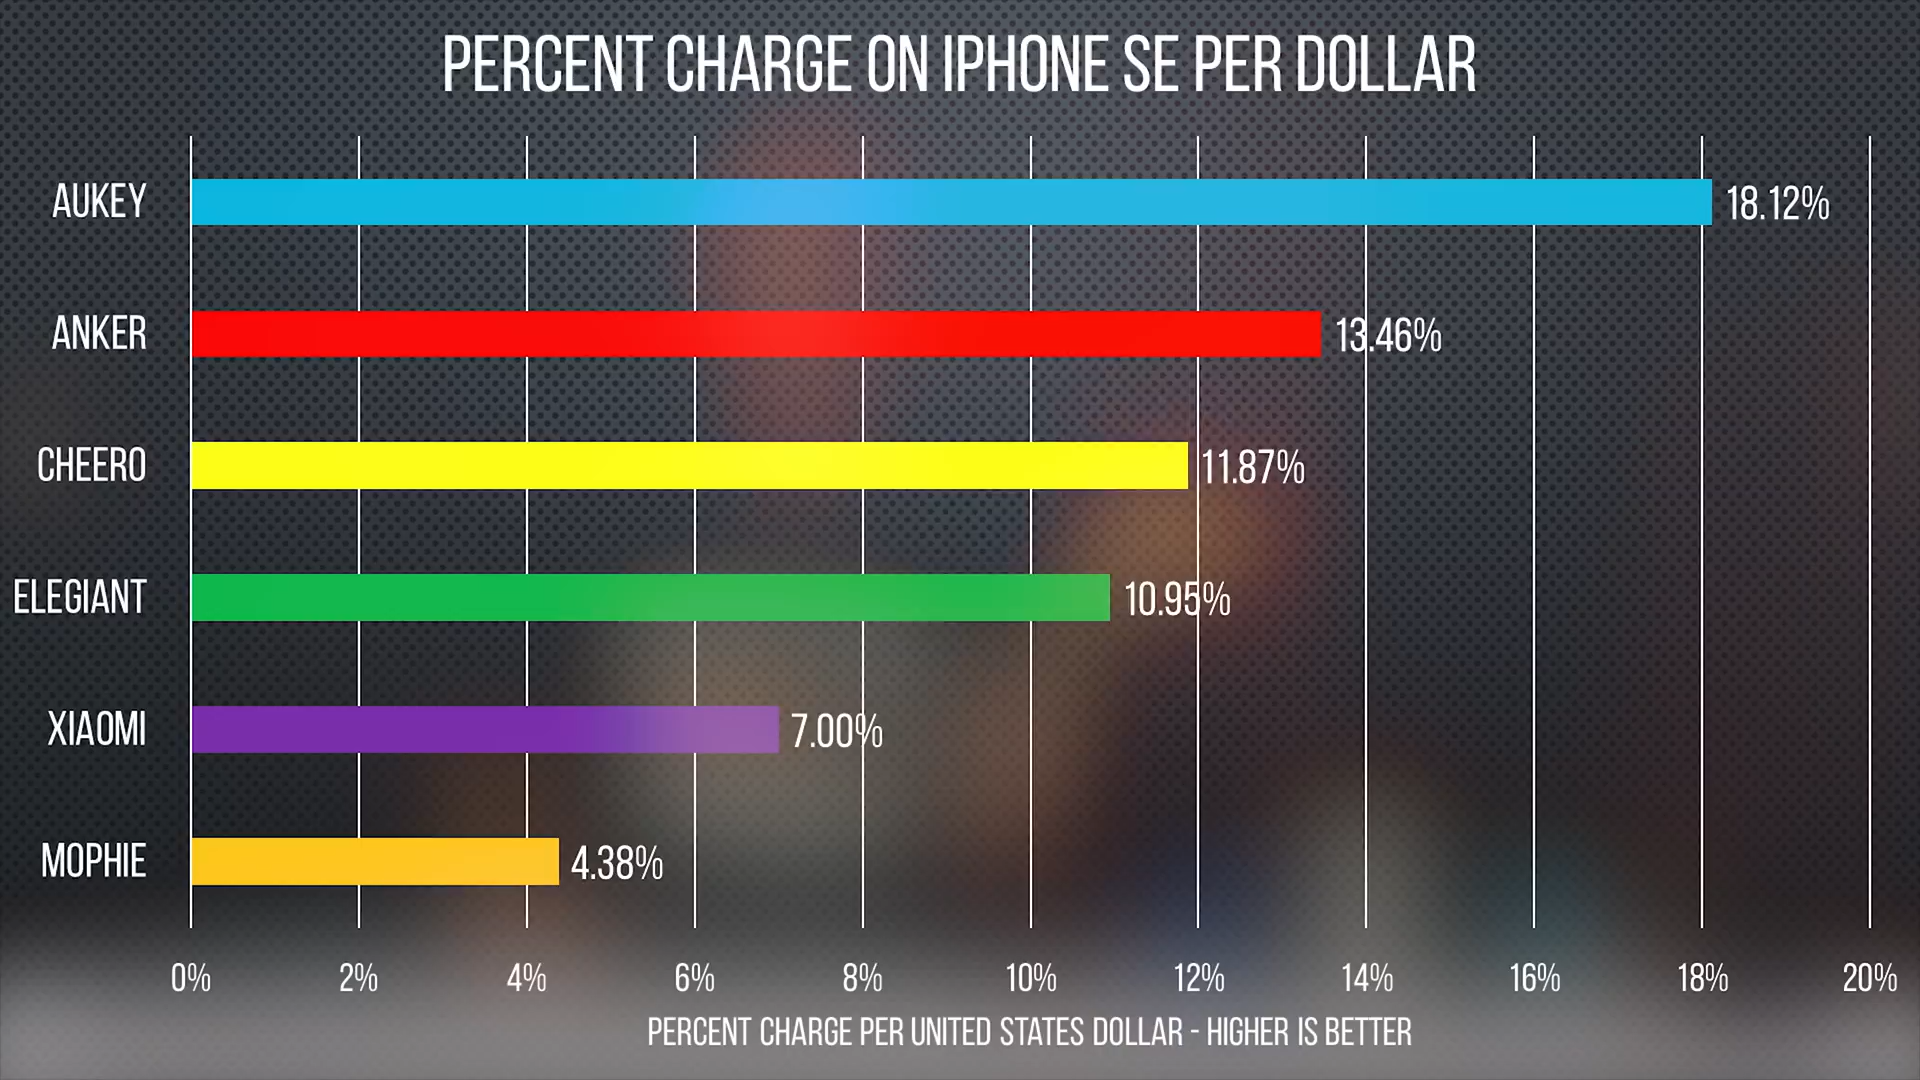 PERCENT CHARGE ON IPHONE SE PER DOLLAR
AUKEY 18.12%
ANKER 13.46%
CHEERO 11.87%
ELEGIANT 10.95%
XIAOMI 7.00%
MOPHIE 4.38%
0% 2% 4% 6% 8% 10% 12% 14% 16% 18% 20%
PERCENT CHARGE PER UNITED STATES DOLLAR - HIGHER IS BETTER